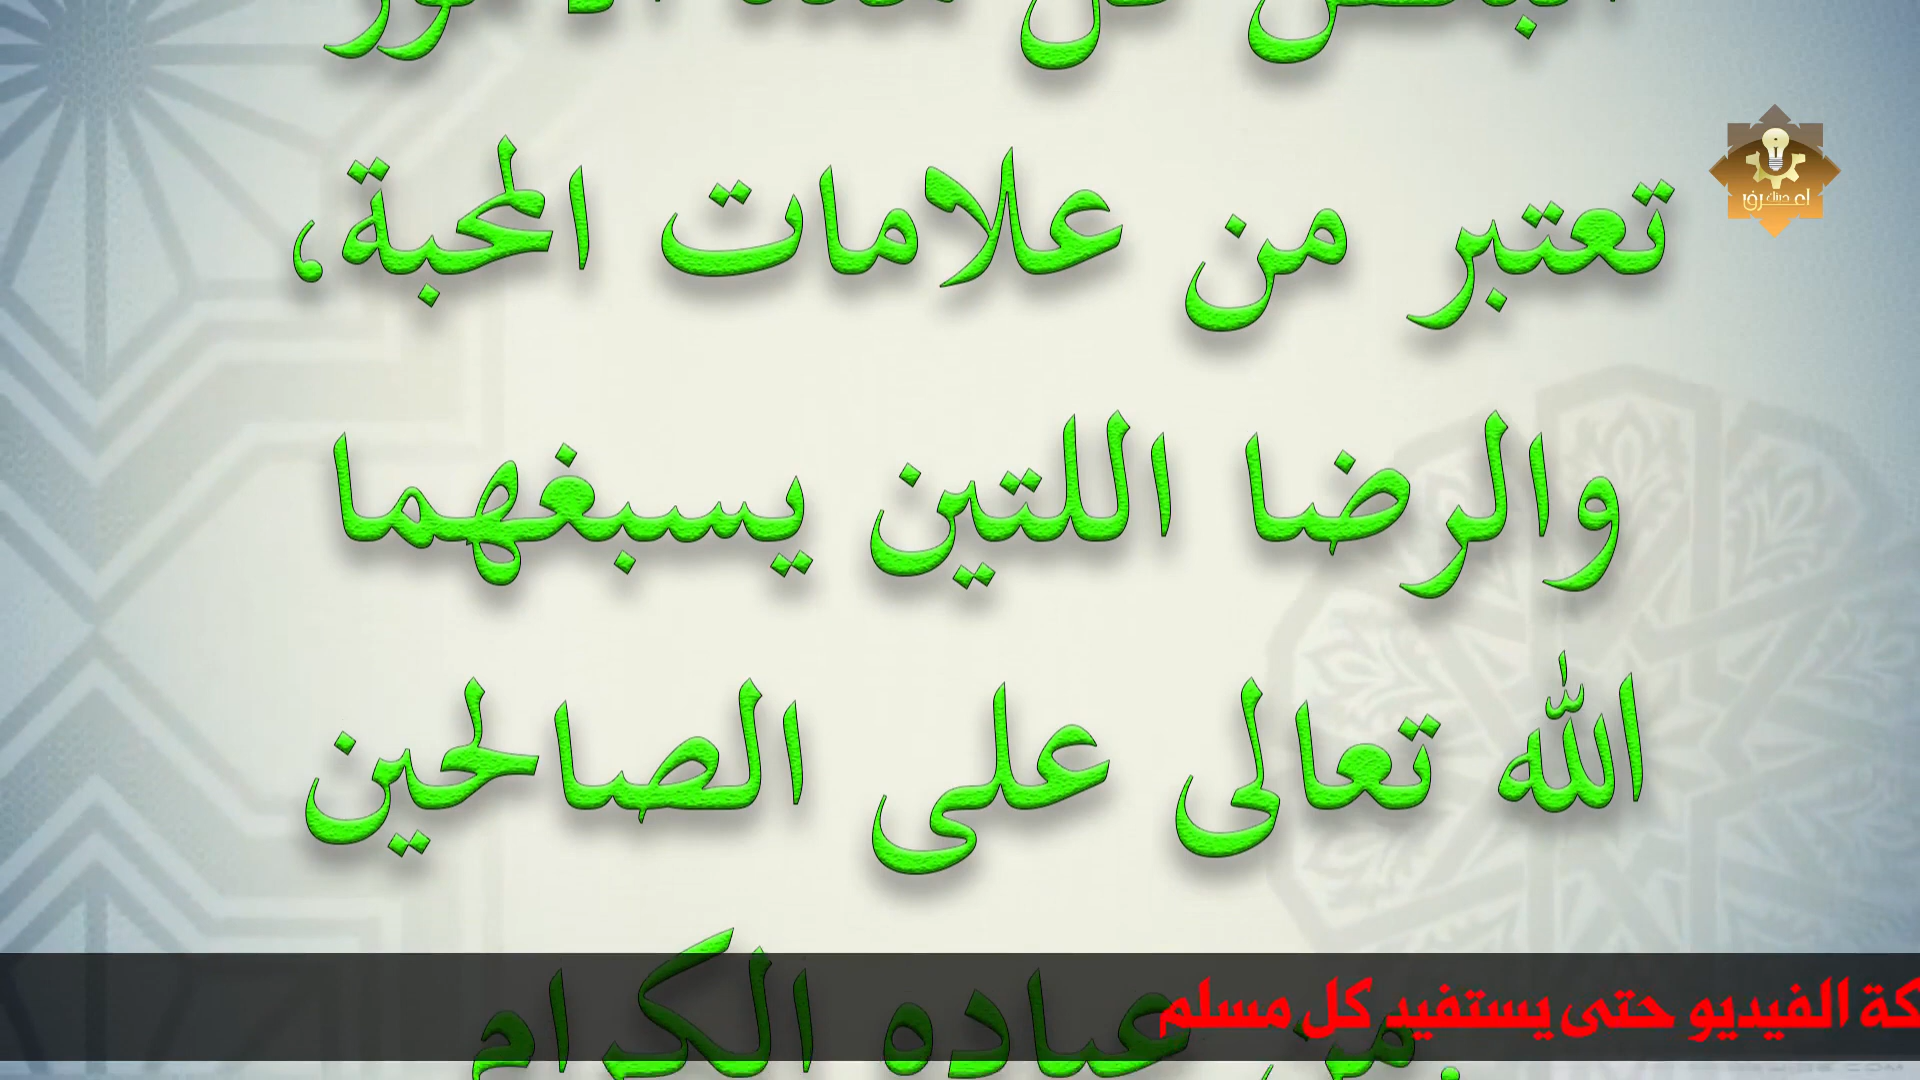 تعتبر من علامات المحبة،
والرضا اللتين يسبغهما
الله تعالى على الصالحين
من عباده الكرام
كة الفيديو حتى يستفيد كل مسلم